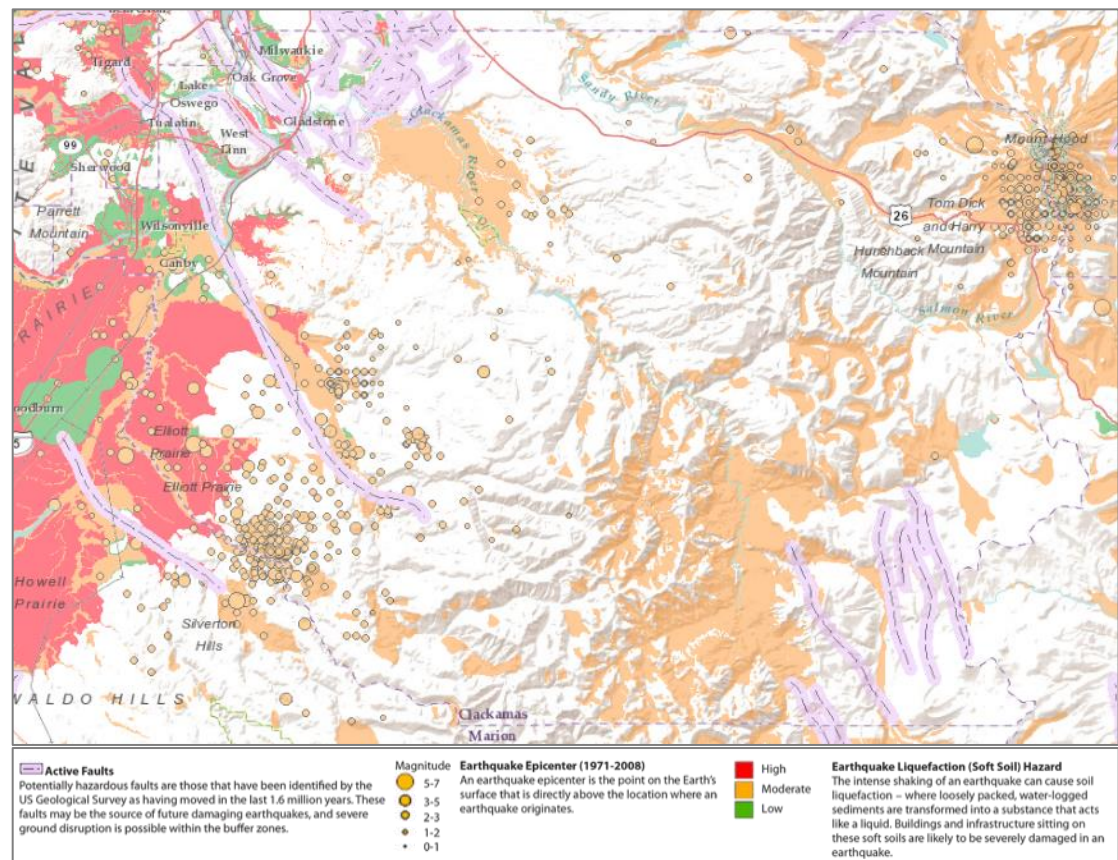 Tigard
Milwaukie
Lake
Oswego
Oak Grove
Tualatin
Gladstone
West
Linn
99
Sherwood
Clackamas River
Sandy River
Mount Hood
Parrett
Mountain
Wilsonville
26
Tom Dick
and Harry
Mountain
Hunchback
Mountain
Canby
Salmon River
RAIRIE
oodburn
5
Elliott
Prairie
Elliott Prairie
Howell
Prairie
Silverton
Hills
WALDO HILLS
Clackamas
Marion
Active Faults
Potentially hazardous faults are those that have been identified by the
US Geological Survey as having moved in the last 1.6 million years. These
faults may be the source of future damaging earthquakes, and severe
ground disruption is possible within the buffer zones.
Magnitude
5-7
3-5
2-3
1-2
0-1
Earthquake Epicenter (1971-2008)
An earthquake epicenter is the point on the Earth's
surface that is directly above the location where an
earthquake originates.
High
Moderate
Low
Earthquake Liquefaction (Soft Soil) Hazard
The intense shaking of an earthquake can cause soil
liquefaction – where loosely packed, water-logged
sediments are transformed into a substance that acts
like a liquid. Buildings and infrastructure sitting on
these soft soils are likely to be severely damaged in an
earthquake.